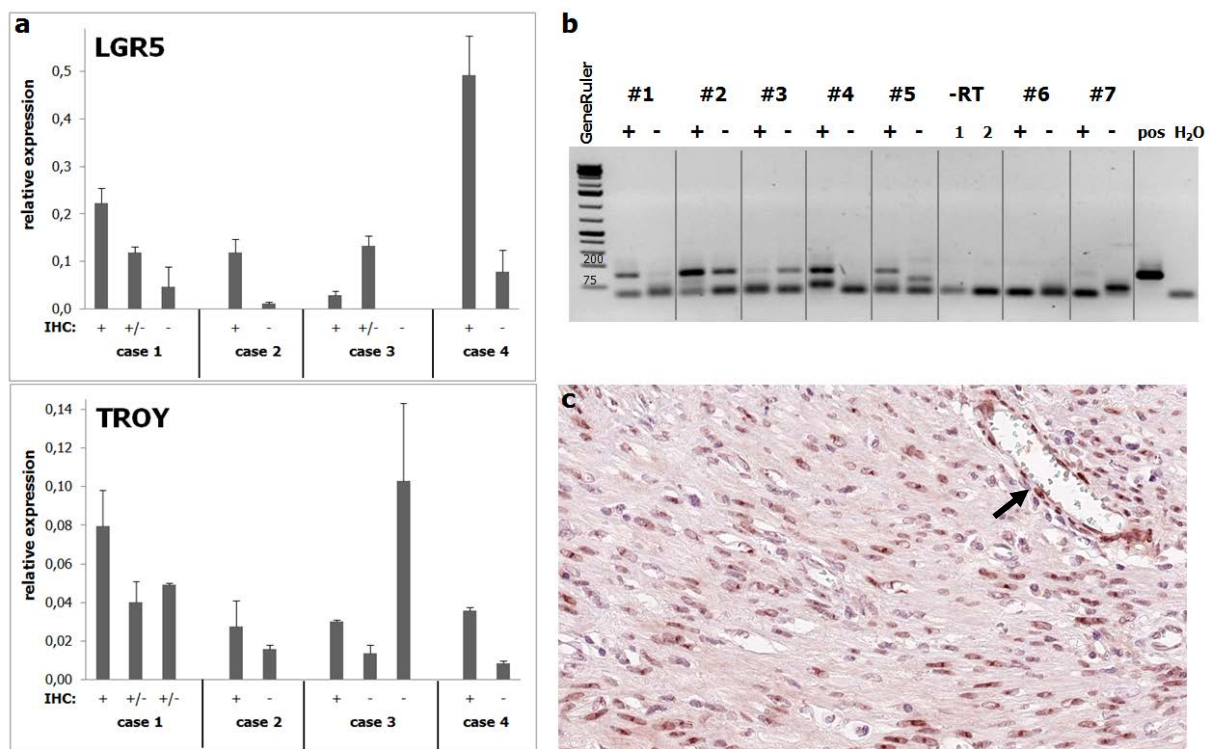 a
LGR5
relative expression
0,5
0,4
0,3
0,2
0,1
0,0
IHC: + +/- - + - + +/- - + -
case 1 case 2 case 3 case 4
TROY
relative expression
0,14
0,12
0,10
0,08
0,06
0,04
0,02
0,00
IHC: + +/- +/- + - + - - + -
case 1 case 2 case 3 case 4
b
GeneRuler
#1 #2 #3 #4 #5 -RT #6 #7
+ - + - + - + - + - 1 2 + - + - pos H₂O
200
75
c